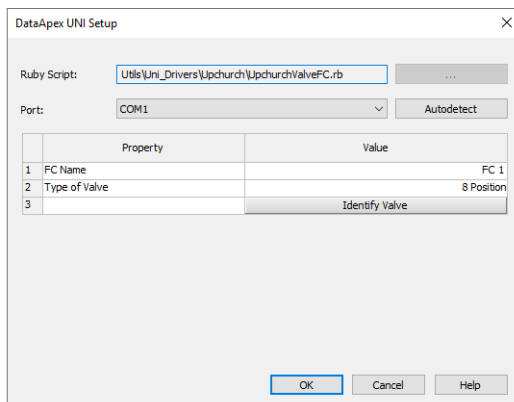 DataApex UNI Setup
Ruby Script: Utils\Uni_Drivers\Upchurch\UpchurchValveFC.rb ...
Port: COM1 Autodetect
Property Value
1 FC Name FC 1
2 Type of Valve 8 Position
3 Identify Valve
OK Cancel Help